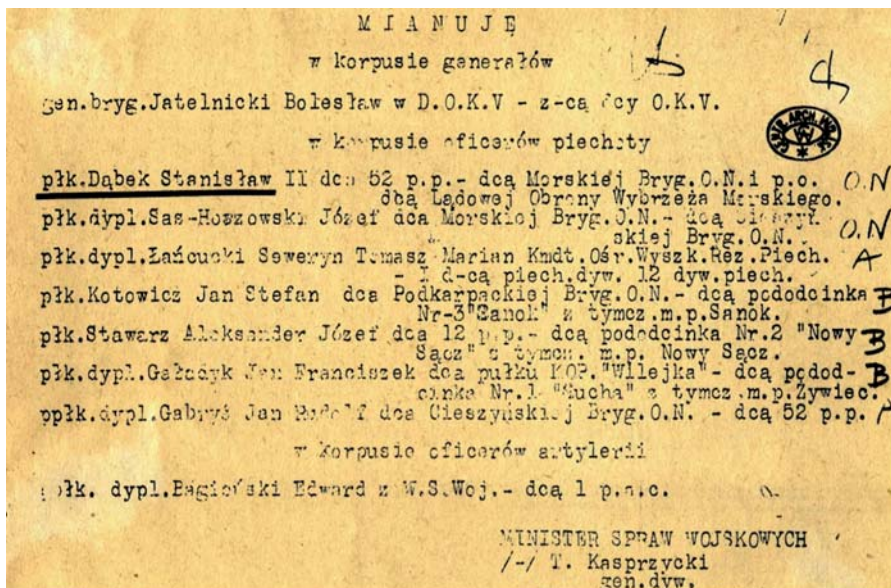 MIANUJĘ
w korpusie generałów
gen.bryg.Jatelnicki Bolesław w D.O.K.V - z-cą dcy O.K.V.
w korpusie oficerów piechoty
płk.Dąbek Stanisław II dca 52 p.p.- dcą Morskiej Bryg.O.N.i p.o. O.N
dcą Lądowej Obrony Wybrzeża Morskiego.
płk.dypl.Sas-Hoszowski Józef dca Morskiej Bryg.O.N.- dcą
skiej Bryg.O.N. O.N
płk.dypl.Łańcucki Seweryn Tomasz Marian Kmdt.Ośr.Wyszk.Rez.Piech. A
- I d-cą piech.dyw. 12 dyw.piech.
płk.Kotowicz Jan Stefan dca Podkarpackiej Bryg.O.N.- dcą pododcinka B
Nr-3"Sanok" z tymcz.m.p.Sanok.
płk.Stawarz Aleksander Józef dca 12 p.p.- dcą pododcinka Nr.2 "Nowy B
Sącz" z tymcz. m.p. Nowy Sącz.
płk.dypl.Gaładyk Jan Franciszek dca pułku KOP."Wilejka"- dcą podod- B
cinka Nr.1 "Sucha" z tymcz.m.p.Żywiec.
ppłk.dypl.Gabryś Jan Rudolf dca Cieszyńskiej Bryg.O.N. - dcą 52 p.p. A
w korpusie oficerów artylerii
płk. dypl. Edward z W.S.Woj.- dcą 1
MINISTER SPRAW WOJSKOWYCH
/-/ T. Kasprzycki
gen.dyw.